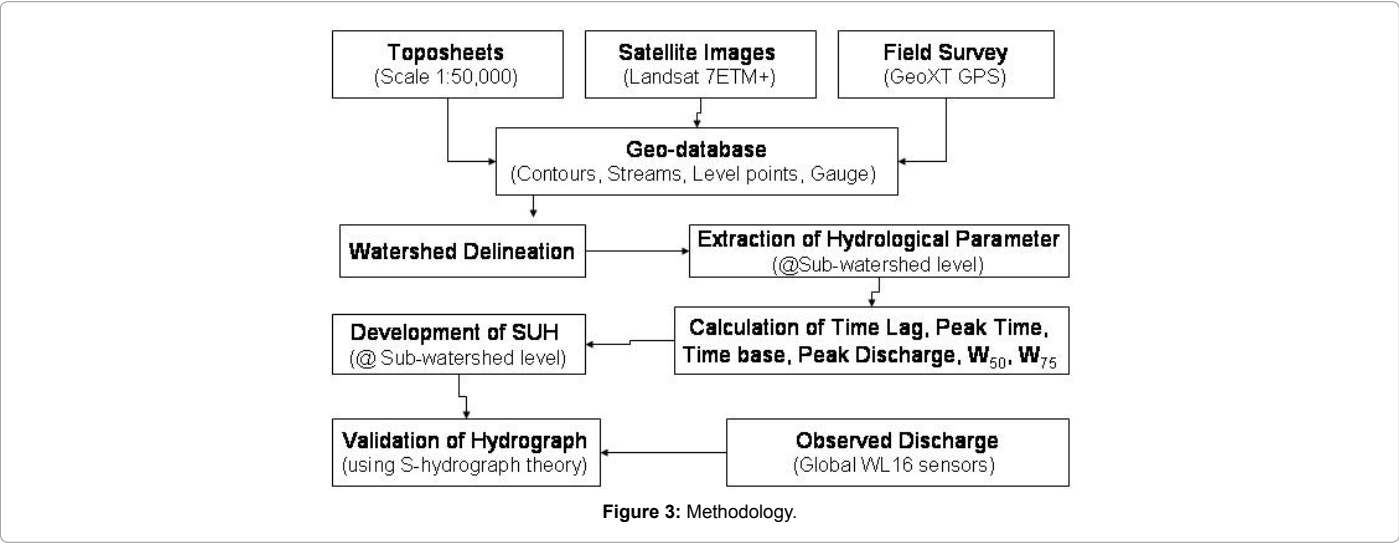 Toposheets
(Scale 1:50,000)
Satellite Images
(Landsat 7ETM+)
Field Survey
(GeoXT GPS)
Geo-database
(Contours, Streams, Level points, Gauge)
Watershed Delineation
Extraction of Hydrological Parameter
(@Sub-watershed level)
Development of SUH
(@ Sub-watershed level)
Calculation of Time Lag, Peak Time,
Time base, Peak Discharge, W50, W75
Validation of Hydrograph
(using S-hydrograph theory)
Observed Discharge
(Global WL16 sensors)
Figure 3: Methodology.